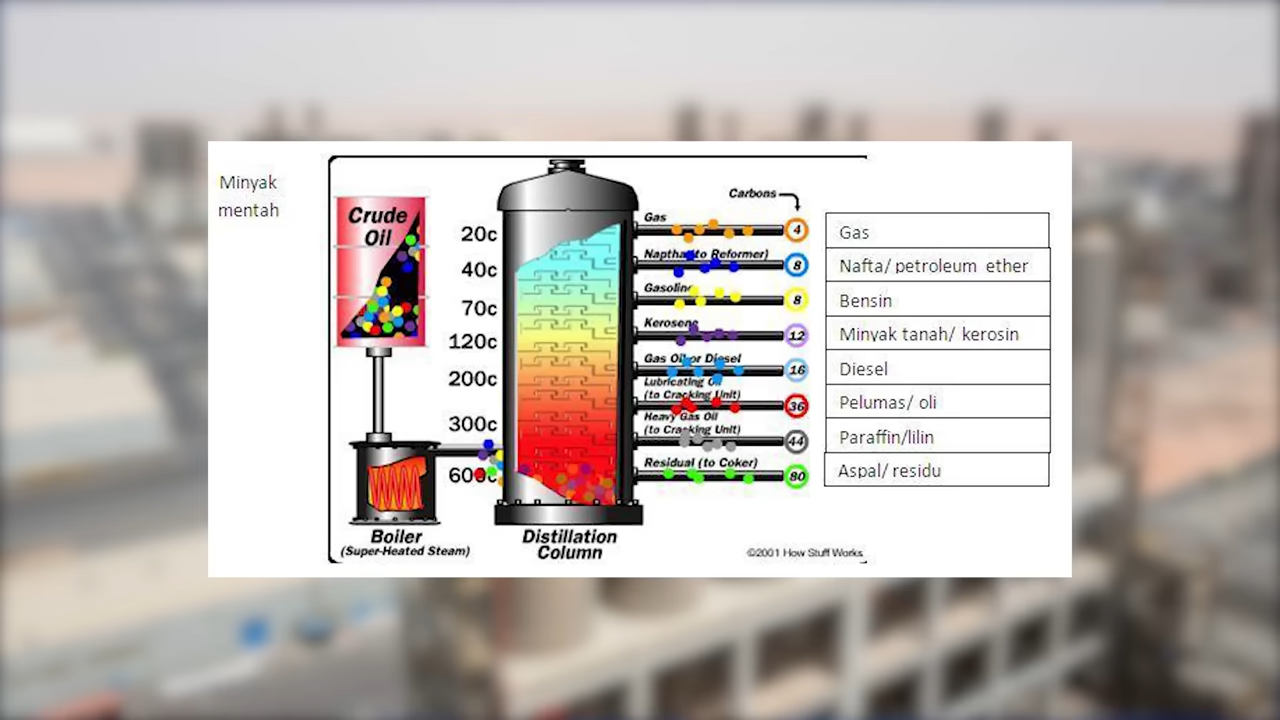 Minyak
mentah
Crude
Oil
Boiler
(Super-Heated Steam)
20c
40c
70c
120c
200c
300c
600c
Distillation
Column
Carbons
Gas
4
Naptha (to Reformer)
8
Gasoline
8
Kerosene
12
Gas Oil or Diesel
16
Lubricating Oil
(to Cracking Unit)
36
Heavy Gas Oil
(to Cracking Unit)
44
Residual (to Coker)
80
©2001 How Stuff Works
Gas
Nafta/ petroleum ether
Bensin
Minyak tanah/ kerosin
Diesel
Pelumas/ oli
Paraffin/lilin
Aspal/ residu